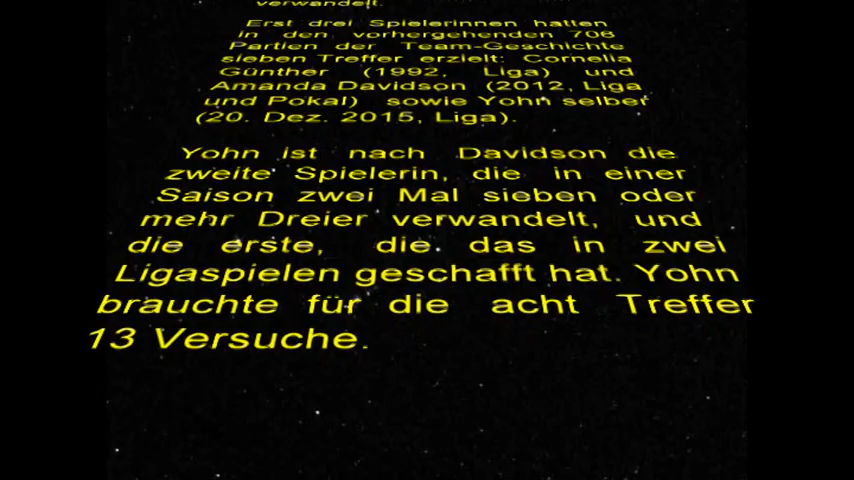 verwandelt.
Erst drei Spielerinnen hatten
in den vorhergehenden 708
Partien der Team-Geschichte
sieben Treffer erzielt: Cornelia
Günther (1992, Liga) und
Amanda Davidson (2012, Liga
und Pokal) sowie Yohn selber
(20. Dez. 2015, Liga).
Yohn ist nach Davidson die
zweite Spielerin, die in einer
Saison zwei Mal sieben oder
mehr Dreier verwandelt, und
die erste, die das in zwei
Ligaspielen geschafft hat. Yohn
brauchte für die acht Treffer
13 Versuche.